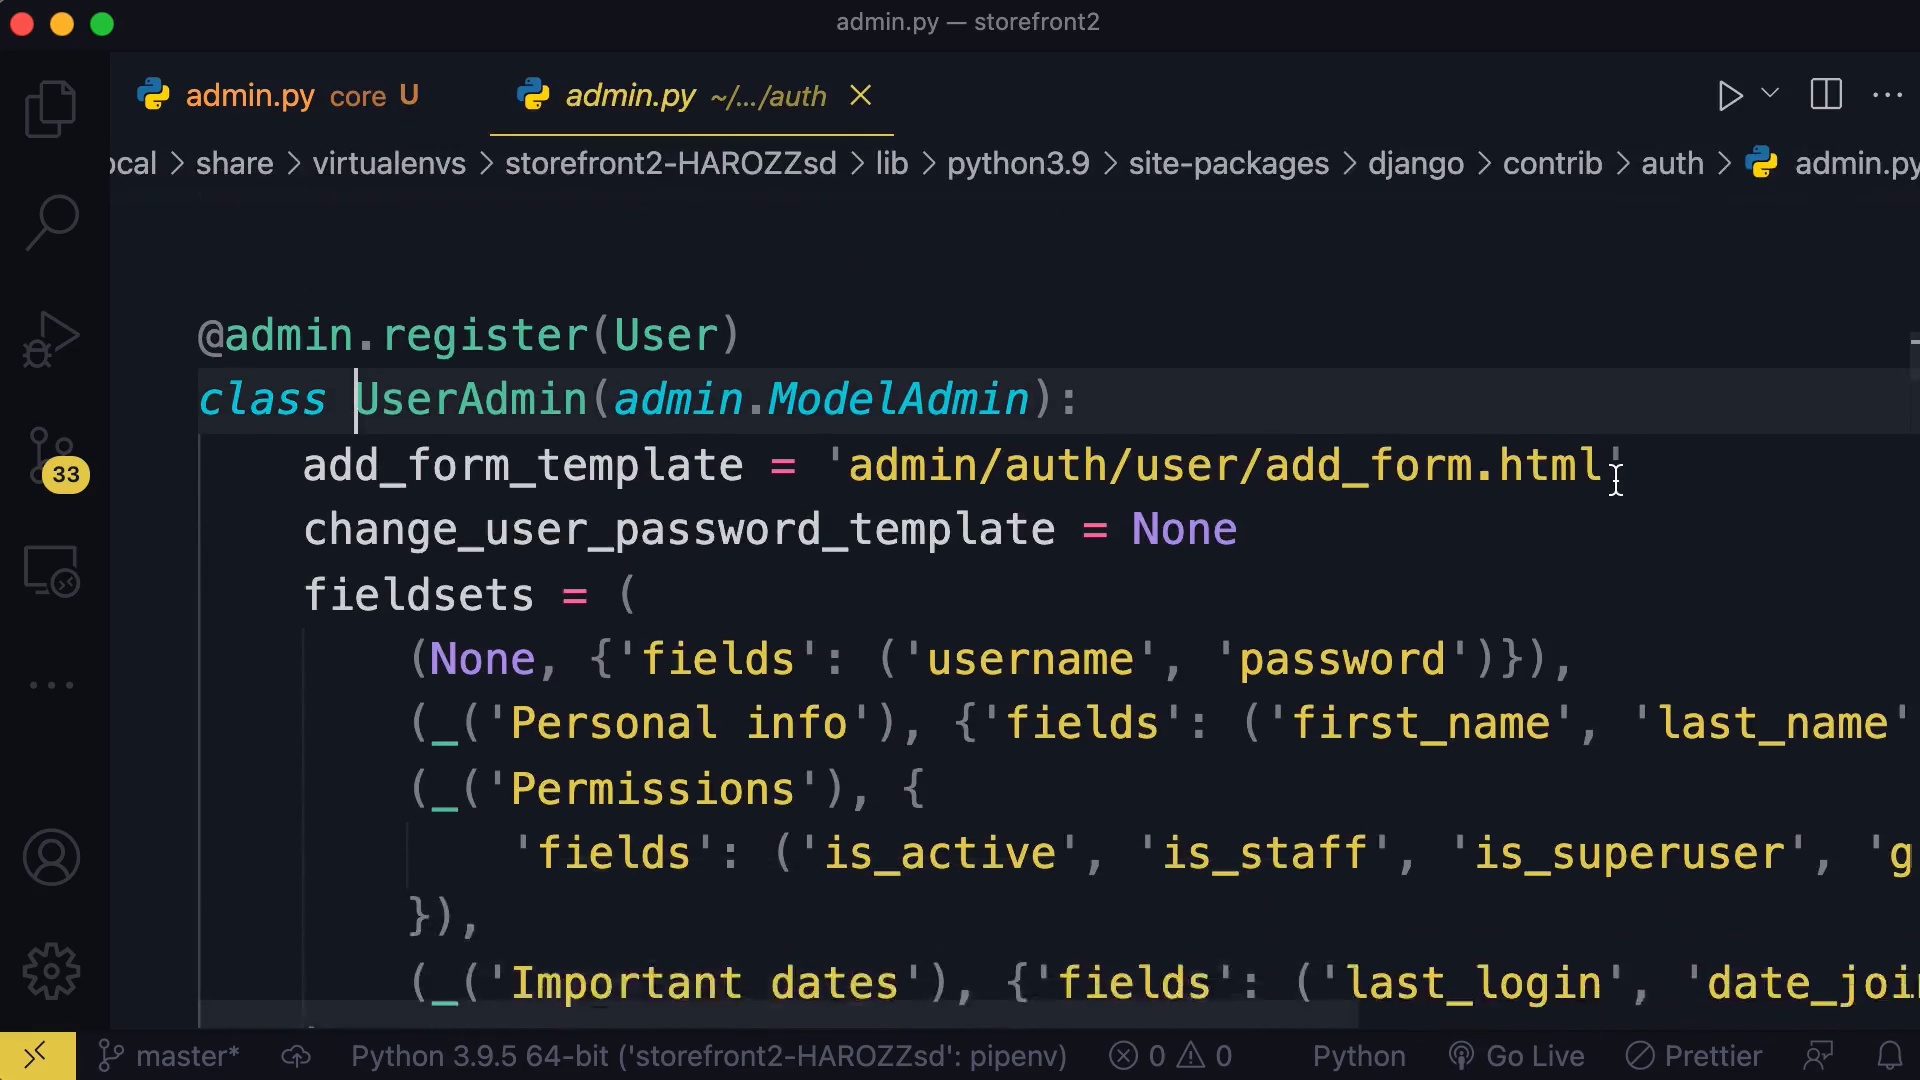 admin.py — storefront2
admin.py core U
admin.py ~/.../auth
ocal > share > virtualenvs > storefront2-HAROZZsd > lib > python3.9 > site-packages > django > contrib > auth > admin.py
@admin.register(User)
class UserAdmin(admin.ModelAdmin):
add_form_template = 'admin/auth/user/add_form.html'
change_user_password_template = None
fieldsets = (
(None, {'fields': ('username', 'password')}),
(_('Personal info'), {'fields': ('first_name', 'last_name'
(_('Permissions'), {
'fields': ('is_active', 'is_staff', 'is_superuser', 'g
}),
(_('Important dates'), {'fields': ('last_login', 'date_join
33
master* Python 3.9.5 64-bit ('storefront2-HAROZZsd': pipenv) 0 0 Python Go Live Prettier